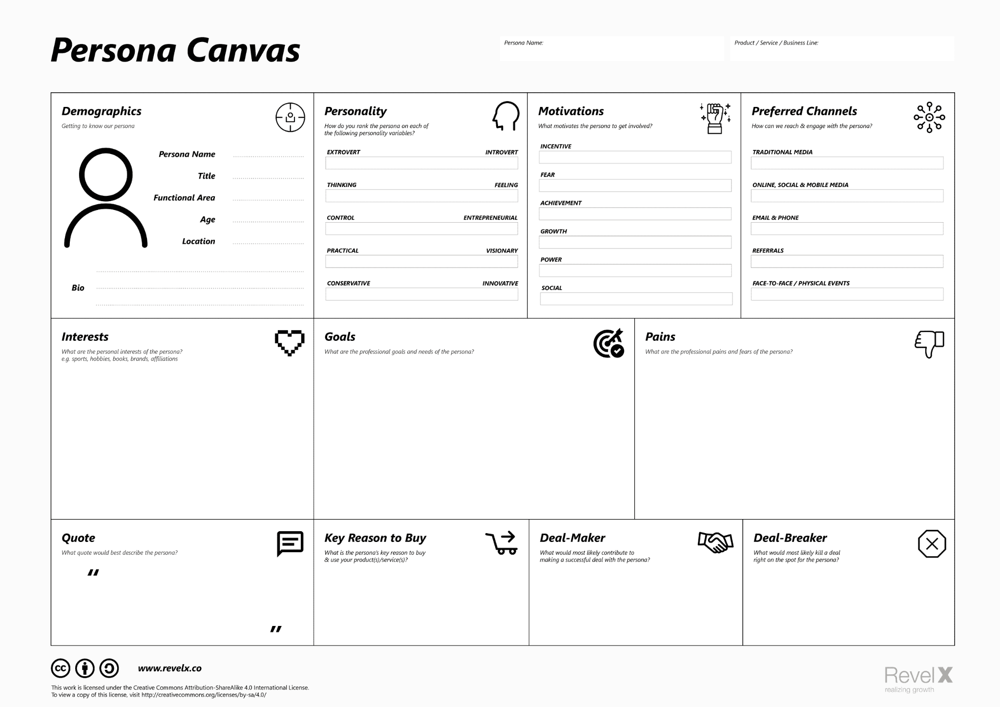 Persona Canvas
Persona Name:
Product / Service / Business Line:
Demographics
Getting to know our persona
Persona Name
Title
Functional Area
Age
Location
Bio
Personality
How do you rank the persona on each of
the following personality variables?
EXTROVERT INTROVERT
THINKING FEELING
CONTROL ENTREPRENEURIAL
PRACTICAL VISIONARY
CONSERVATIVE INNOVATIVE
Motivations
What motivates the persona to get involved?
INCENTIVE
FEAR
ACHIEVEMENT
GROWTH
POWER
SOCIAL
Preferred Channels
How can we reach & engage with the persona?
TRADITIONAL MEDIA
ONLINE, SOCIAL & MOBILE MEDIA
EMAIL & PHONE
REFERRALS
FACE-TO-FACE / PHYSICAL EVENTS
Interests
What are the personal interests of the persona?
e.g. sports, hobbies, books, brands, affiliations
Goals
What are the professional goals and needs of the persona?
Pains
What are the professional pains and fears of the persona?
Quote
What quote would best describe the persona?
“
”
Key Reason to Buy
What is the persona's key reason to buy
& use your product(s)/service(s)?
Deal-Maker
What would most likely contribute to
making a successful deal with the persona?
Deal-Breaker
What would most likely kill a deal
right on the spot for the persona?
cc
www.revelx.co
This work is licensed under the Creative Commons Attribution-ShareAlike 4.0 International License.
To view a copy of this license, visit http://creativecommons.org/licenses/by-sa/4.0/
RevelX
realizing growth